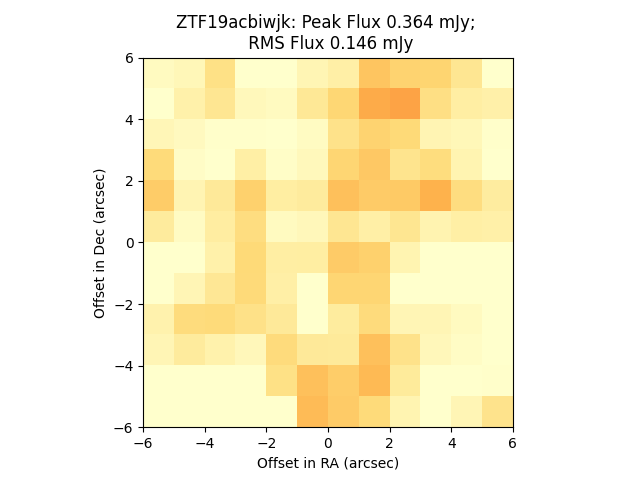 ZTF19acbiwjk: Peak Flux 0.364 mJy;
RMS Flux 0.146 mJy
6
4
2
0
−2
−4
−6
Offset in Dec (arcsec)
−6 −4 −2 0 2 4 6
Offset in RA (arcsec)